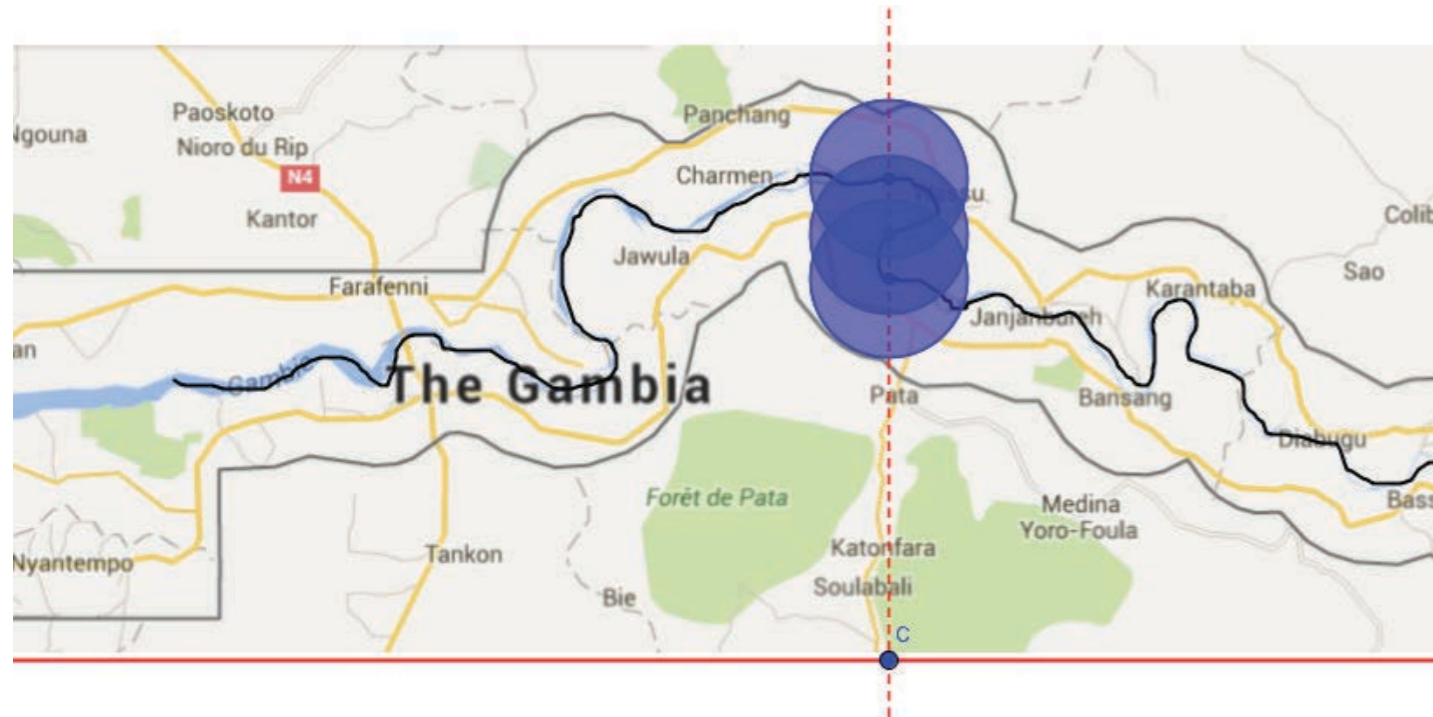 Paoskoto
Panchang
Ngouna
Nioro du Rip
N4
Charmen
Kantor
Jawula
Sao
Farafenni
Karantaba
Janjanbureh
an
Gambie
The Gambia
Pata
Bansang
Diabugu
Forêt de Pata
Medina
Yoro-Foula
Bass
Katonfara
Tankon
Nyantempo
Soulabali
Bie
C